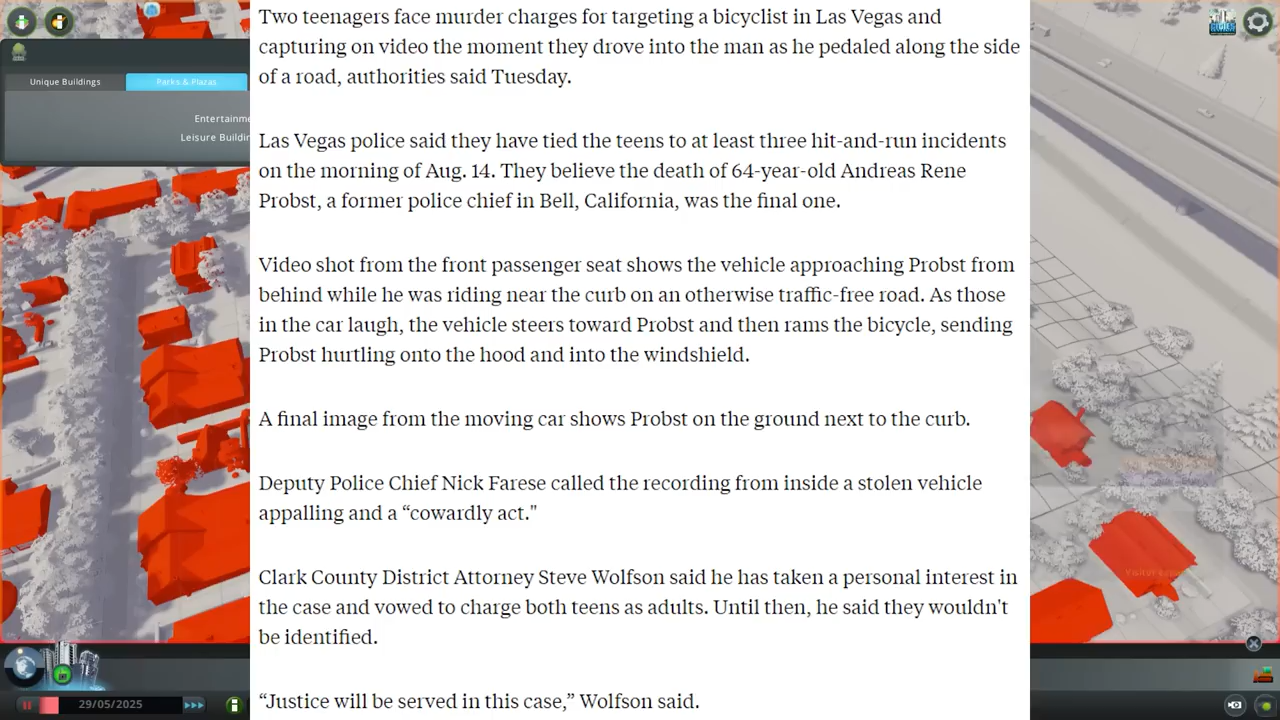 Two teenagers face murder charges for targeting a bicyclist in Las Vegas and
capturing on video the moment they drove into the man as he pedaled along the side
of a road, authorities said Tuesday.
Unique Buildings
Parks & Plazas
Entertainme
Leisure Buildin
Las Vegas police said they have tied the teens to at least three hit-and-run incidents
on the morning of Aug. 14. They believe the death of 64-year-old Andreas Rene
Probst, a former police chief in Bell, California, was the final one.
Video shot from the front passenger seat shows the vehicle approaching Probst from
behind while he was riding near the curb on an otherwise traffic-free road. As those
in the car laugh, the vehicle steers toward Probst and then rams the bicycle, sending
Probst hurtling onto the hood and into the windshield.
A final image from the moving car shows Probst on the ground next to the curb.
Deputy Police Chief Nick Farese called the recording from inside a stolen vehicle
appalling and a “cowardly act."
Clark County District Attorney Steve Wolfson said he has taken a personal interest in
the case and vowed to charge both teens as adults. Until then, he said they wouldn't
be identified.
“Justice will be served in this case,” Wolfson said.
29/05/2025